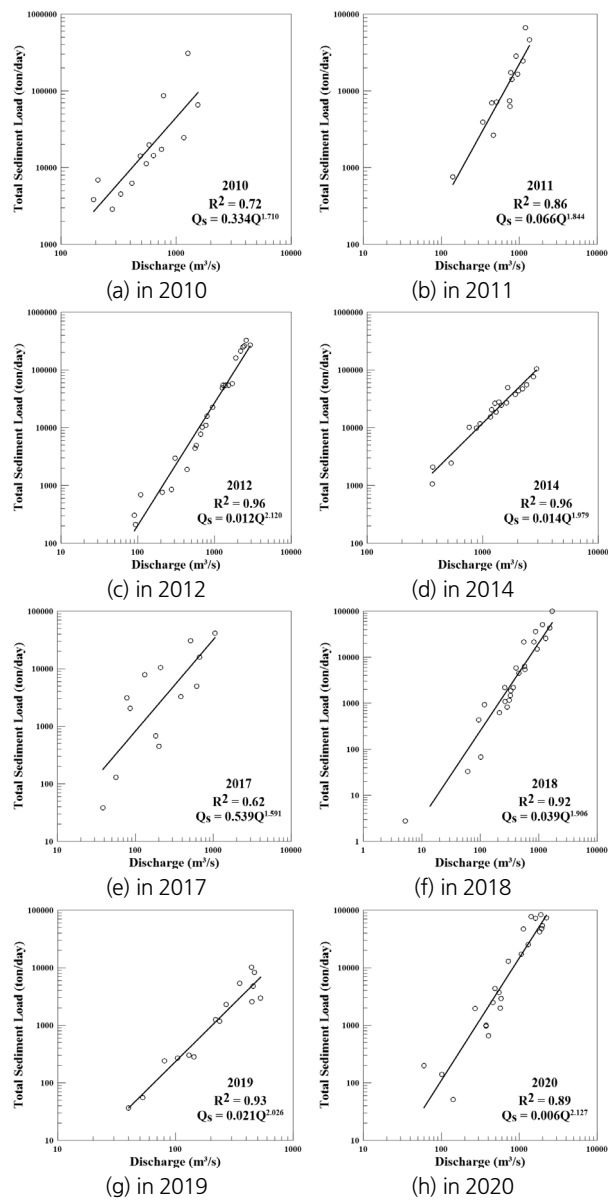 1000000
100000
10000
1000
Total Sediment Load (ton/day)
2010
R² = 0.72
Qs = 0.334Q^1.710
100
1000
10000
Discharge (m³/s)
(a) in 2010
100000
10000
1000
100
Total Sediment Load (ton/day)
2011
R² = 0.86
Qs = 0.066Q^1.844
10
100
1000
10000
Discharge (m³/s)
(b) in 2011
1000000
100000
10000
1000
100
Total Sediment Load (ton/day)
2012
R² = 0.96
Qs = 0.012Q^2.120
10
100
1000
10000
Discharge (m³/s)
(c) in 2012
1000000
100000
10000
1000
100
Total Sediment Load (ton/day)
2014
R² = 0.96
Qs = 0.014Q^1.979
100
1000
10000
Discharge (m³/s)
(d) in 2014
100000
10000
1000
100
10
Total Sediment Load (ton/day)
2017
R² = 0.62
Qs = 0.539Q^1.591
10
100
1000
10000
Discharge (m³/s)
(e) in 2017
100000
10000
1000
100
10
1
Total Sediment Load (ton/day)
2018
R² = 0.92
Qs = 0.039Q^1.906
1
10
100
1000
10000
Discharge (m³/s)
(f) in 2018
100000
10000
1000
100
10
Total Sediment Load (ton/day)
2019
R² = 0.93
Qs = 0.021Q^2.026
10
100
1000
10000
Discharge (m³/s)
(g) in 2019
100000
10000
1000
100
10
Total Sediment Load (ton/day)
2020
R² = 0.89
Qs = 0.006Q^2.127
10
100
1000
10000
Discharge (m³/s)
(h) in 2020